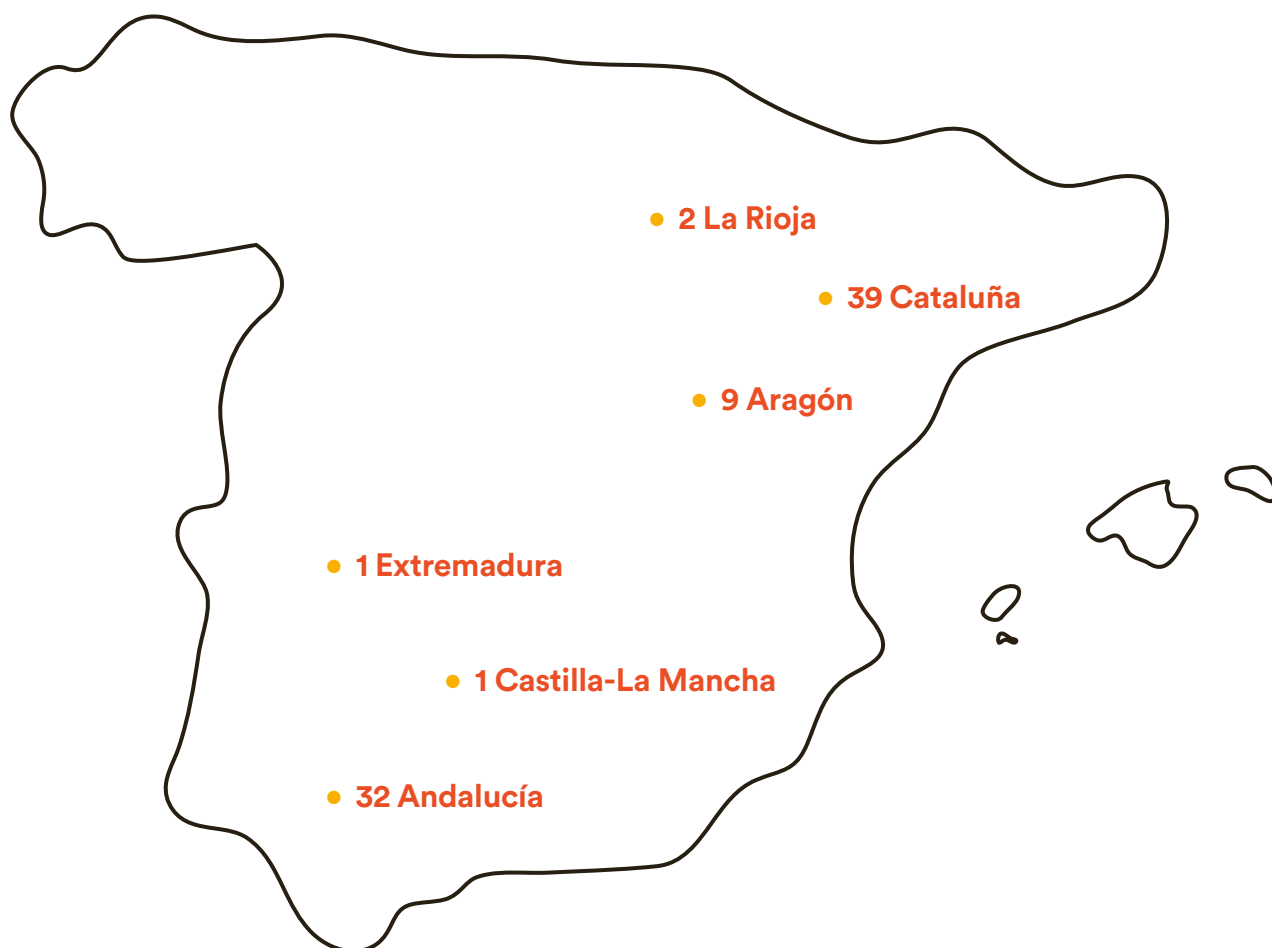 2 La Rioja
39 Cataluña
9 Aragón
1 Extremadura
1 Castilla-La Mancha
32 Andalucía